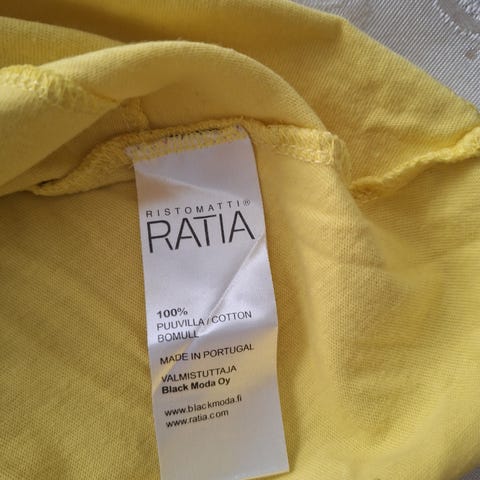 RISTOMATTI®
RATIA
100%
PUUVILLA / COTTON
BOMULL
MADE IN PORTUGAL
VALMISTUTTAJA
Black Moda Oy
www.blackmoda.fi
www.ratia.com